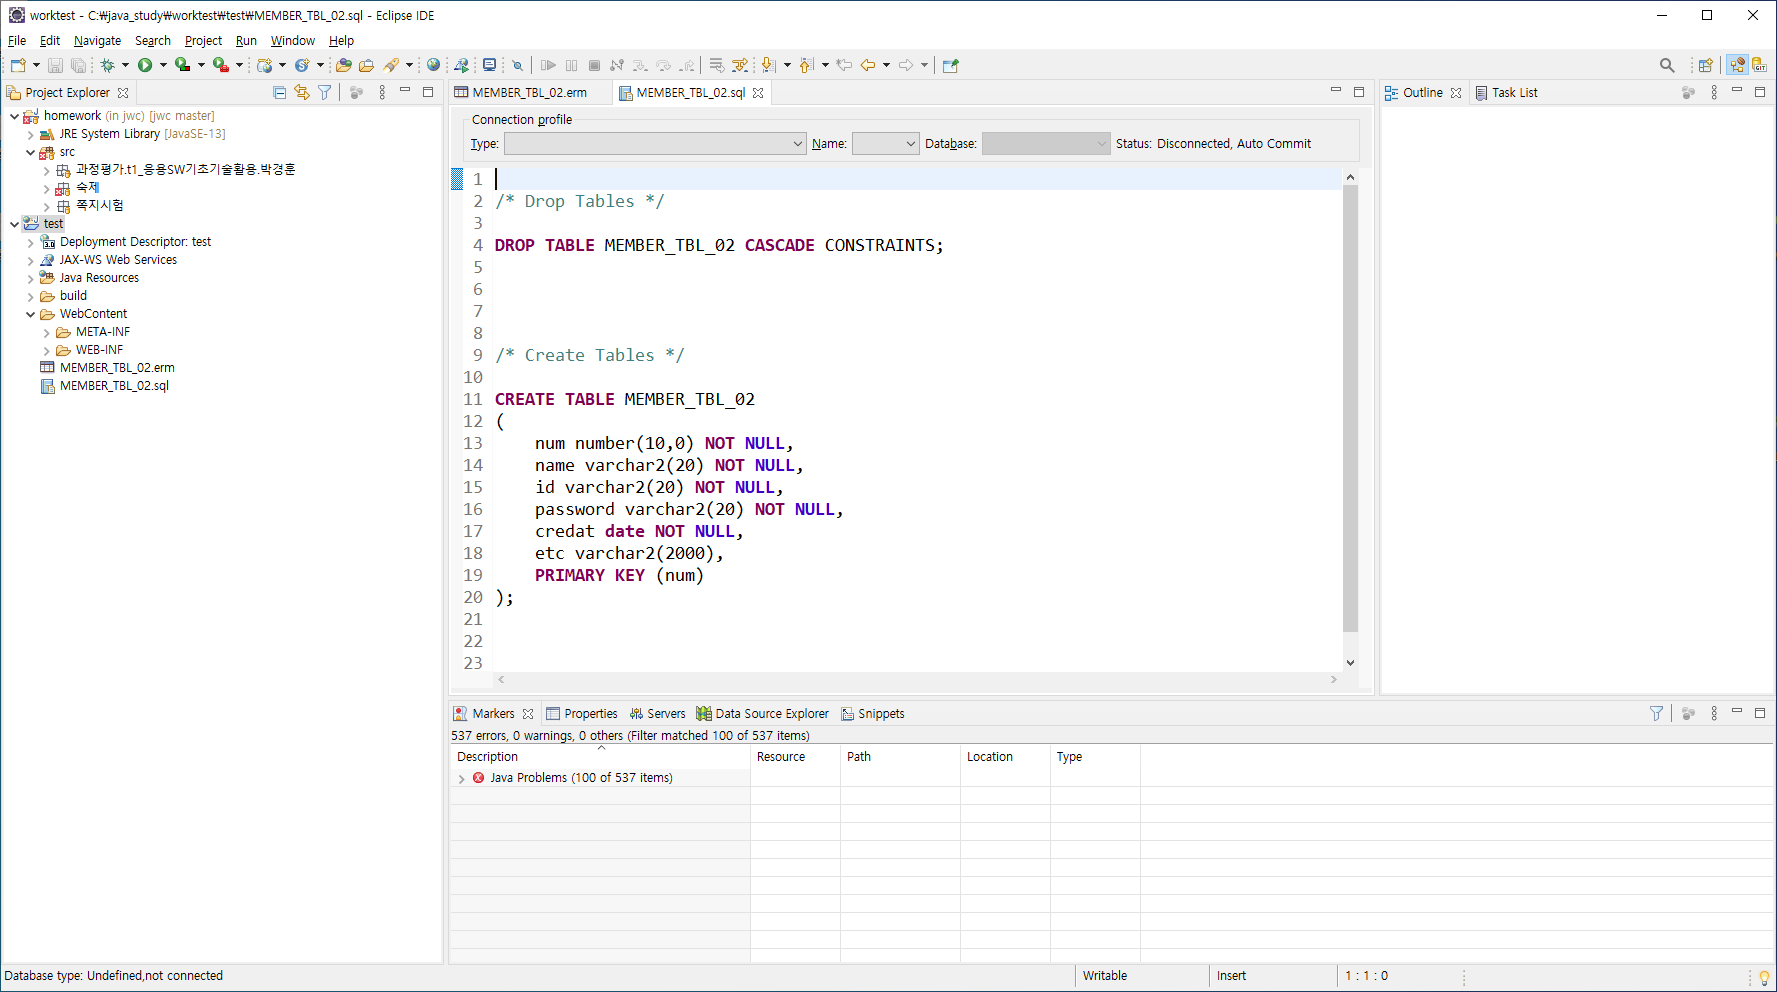 worktest - C:₩java_study₩worktest₩test₩MEMBER_TBL_02.sql - Eclipse IDE
File Edit Navigate Search Project Run Window Help
Project Explorer
homework (in jwc) [jwc master]
JRE System Library [JavaSE-13]
src
과정평가.t1_응용SW기초기술활용.박경훈
숙제
쪽지시험
test
Deployment Descriptor: test
JAX-WS Web Services
Java Resources
build
WebContent
META-INF
WEB-INF
MEMBER_TBL_02.erm
MEMBER_TBL_02.sql
MEMBER_TBL_02.erm MEMBER_TBL_02.sql
Connection profile
Type: Name: Database: Status: Disconnected, Auto Commit
1
2 /* Drop Tables */
3
4 DROP TABLE MEMBER_TBL_02 CASCADE CONSTRAINTS;
5
6
7
8
9 /* Create Tables */
10
11 CREATE TABLE MEMBER_TBL_02
12 (
13 num number(10,0) NOT NULL,
14 name varchar2(20) NOT NULL,
15 id varchar2(20) NOT NULL,
16 password varchar2(20) NOT NULL,
17 credat date NOT NULL,
18 etc varchar2(2000),
19 PRIMARY KEY (num)
20 );
21
22
23
Outline Task List
Markers Properties Servers Data Source Explorer Snippets
537 errors, 0 warnings, 0 others (Filter matched 100 of 537 items)
Description Resource Path Location Type
Java Problems (100 of 537 items)
Database type: Undefined,not connected Writable Insert 1 : 1 : 0